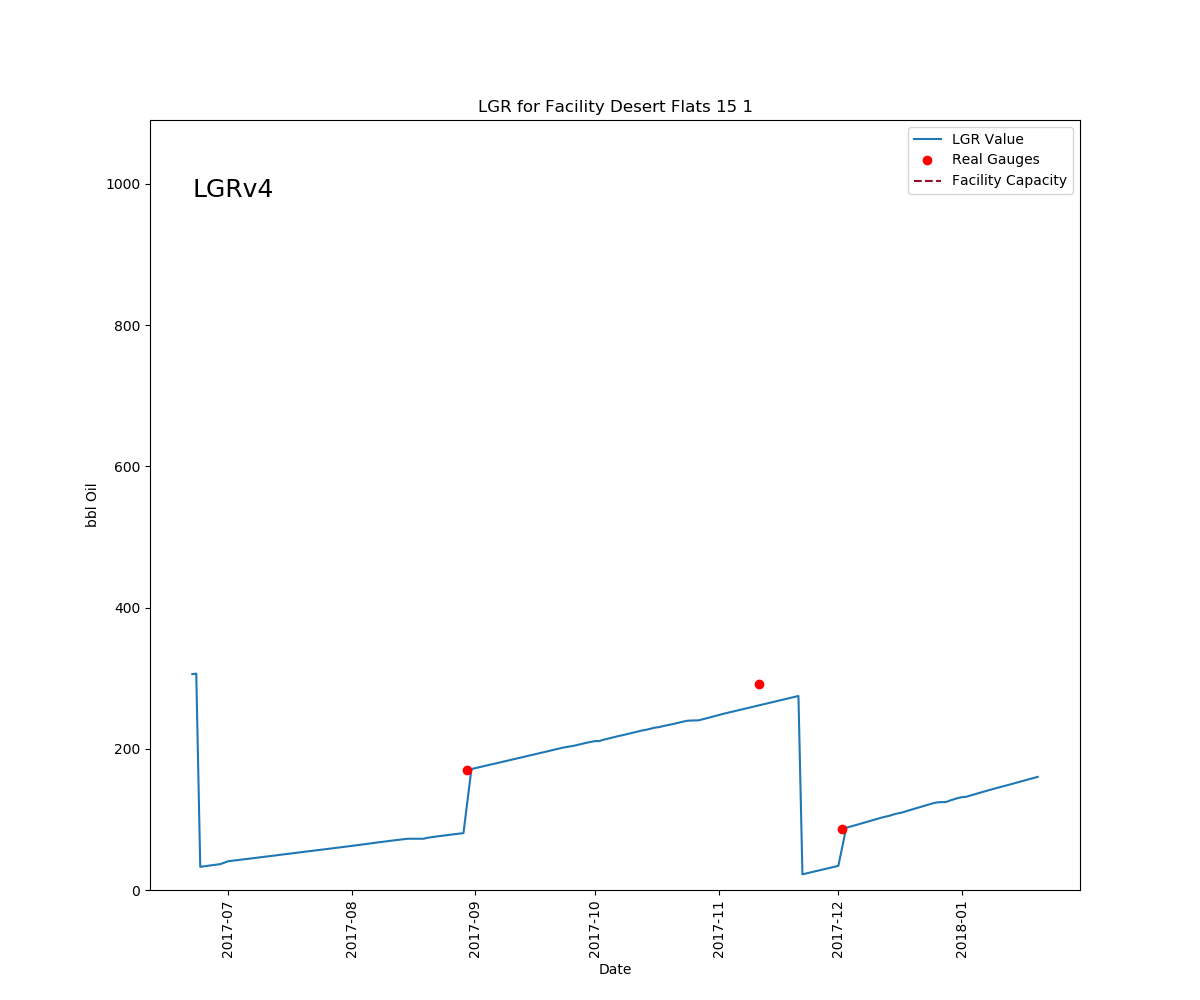 LGR for Facility Desert Flats 15 1
LGR Value
Real Gauges
Facility Capacity
LGRv4
1000
800
600
400
200
0
bbl Oil
2017-07
2017-08
2017-09
2017-10
2017-11
2017-12
2018-01
Date